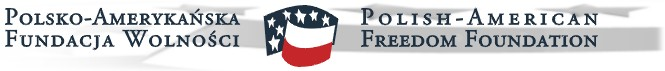 POLSKO-AMERYKAŃSKA
FUNDACJA WOLNOŚCI
POLISH-AMERICAN
FREEDOM FOUNDATION